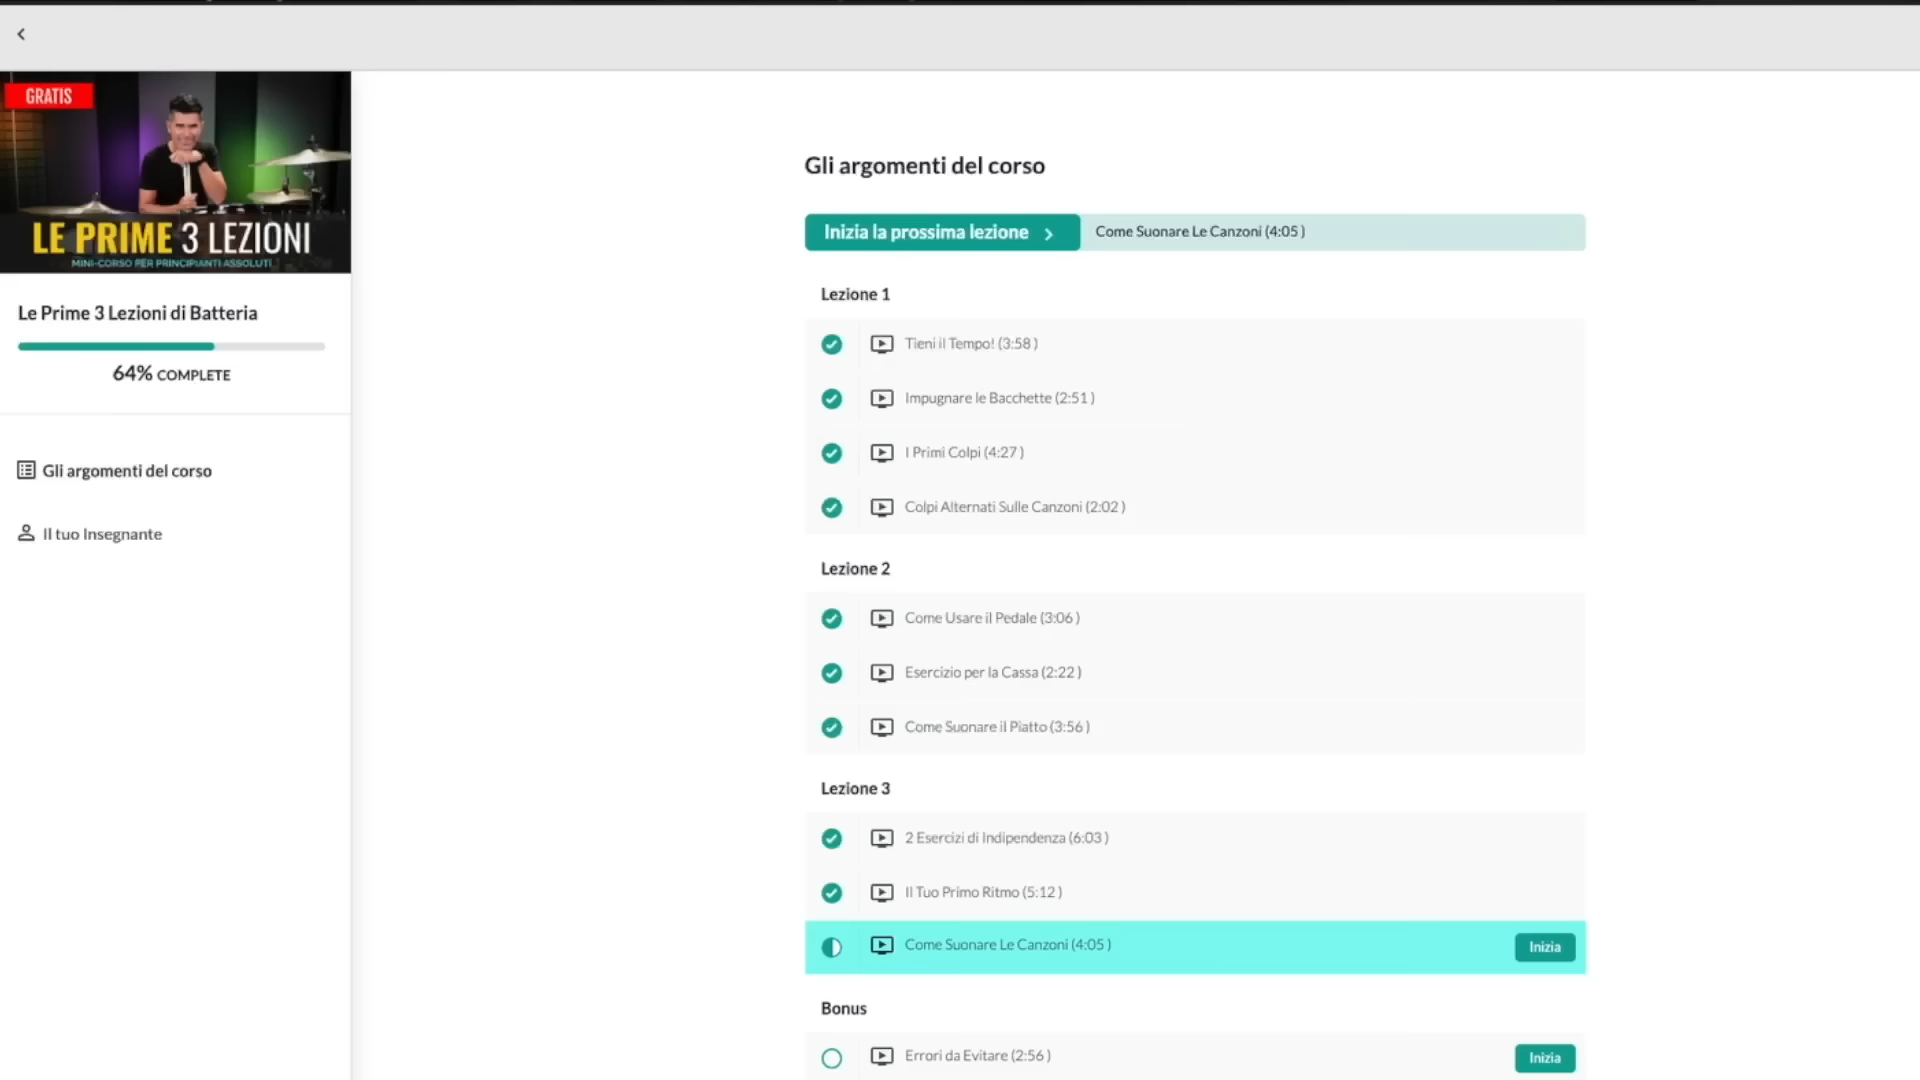 GRATIS
LE PRIME 3 LEZIONI
MINI-CORSO PER PRINCIPIANTI ASSOLUTI
Le Prime 3 Lezioni di Batteria
64% COMPLETE
Gli argomenti del corso
Il tuo Insegnante
Gli argomenti del corso
Inizia la prossima lezione
Come Suonare Le Canzoni (4:05 )
Lezione 1
Tieni il Tempo! (3:58 )
Impugnare le Bacchette (2:51 )
I Primi Colpi (4:27 )
Colpi Alternati Sulle Canzoni (2:02 )
Lezione 2
Come Usare il Pedale (3:06 )
Esercizio per la Cassa (2:22 )
Come Suonare il Piatto (3:56 )
Lezione 3
2 Esercizi di Indipendenza (6:03 )
Il Tuo Primo Ritmo (5:12 )
Come Suonare Le Canzoni (4:05 )
Inizia
Bonus
Errori da Evitare (2:56 )
Inizia